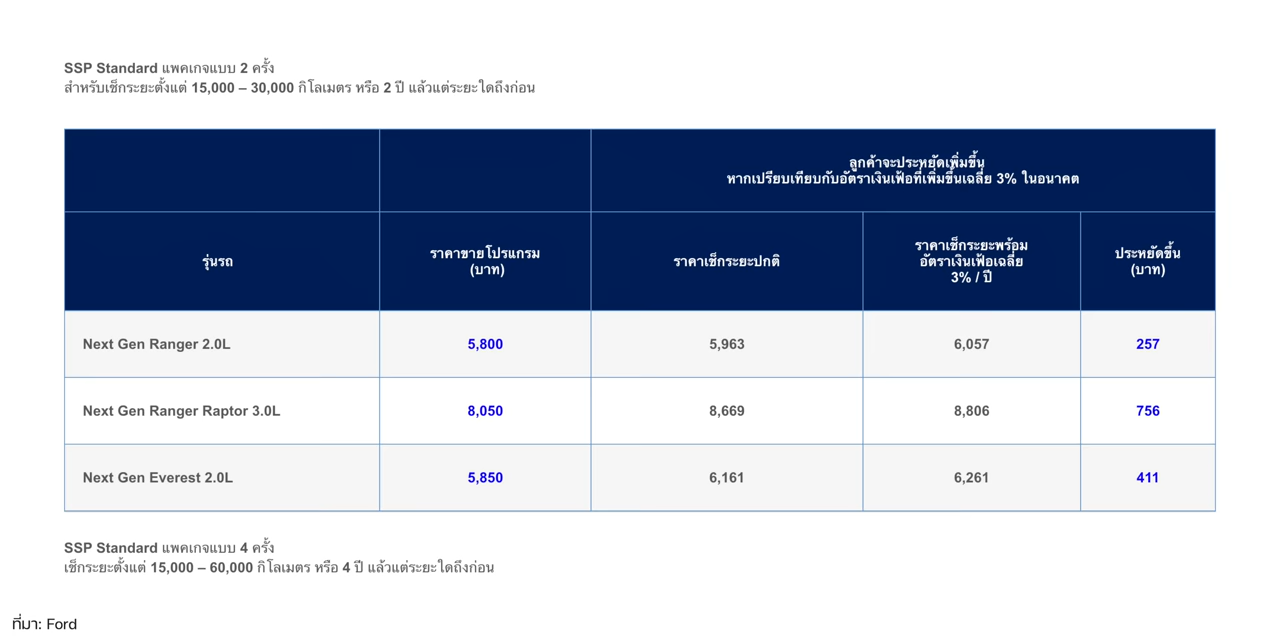 SSP Standard แพคเกจแบบ 2 ครั้ง
สำหรับเช็กระยะตั้งแต่ 15,000 – 30,000 กิโลเมตร หรือ 2 ปี แล้วแต่ระยะใดถึงก่อน
ลูกค้าจะประหยัดเพิ่มขึ้น
หากเปรียบเทียบกับอัตราเงินเฟ้อที่เพิ่มขึ้นเฉลี่ย 3% ในอนาคต
รุ่นรถ
ราคาขายโปรแกรม
(บาท)
ราคาเช็กระยะปกติ
ราคาเช็กระยะพร้อม
อัตราเงินเฟ้อเฉลี่ย
3% / ปี
ประหยัดขึ้น
(บาท)
Next Gen Ranger 2.0L 5,800 5,963 6,057 257
Next Gen Ranger Raptor 3.0L 8,050 8,669 8,806 756
Next Gen Everest 2.0L 5,850 6,161 6,261 411
SSP Standard แพคเกจแบบ 4 ครั้ง
เช็กระยะตั้งแต่ 15,000 – 60,000 กิโลเมตร หรือ 4 ปี แล้วแต่ระยะใดถึงก่อน
ที่มา: Ford